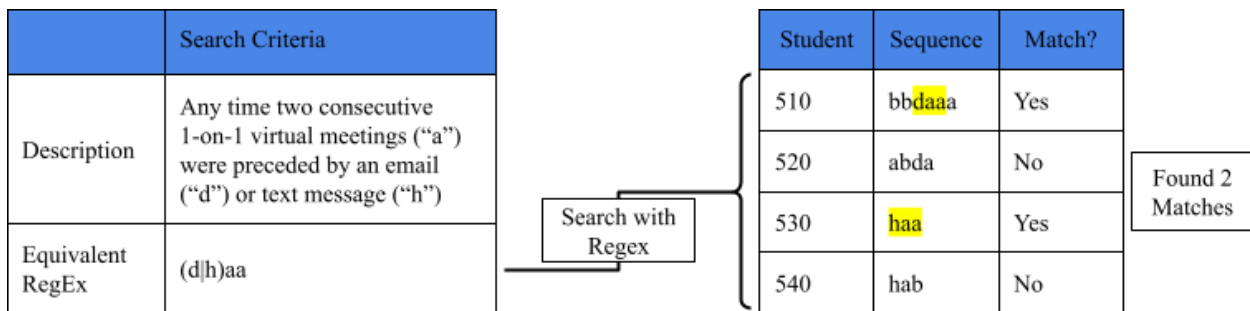 Search Criteria
Description
Any time two consecutive
1-on-1 virtual meetings (“a”)
were preceded by an email
(“d”) or text message (“h”)
Equivalent
RegEx
(d|h)aa
Search with
Regex
Student Sequence Match?
510 bbdaaa Yes
520 abda No
530 haa Yes
540 hab No
Found 2
Matches